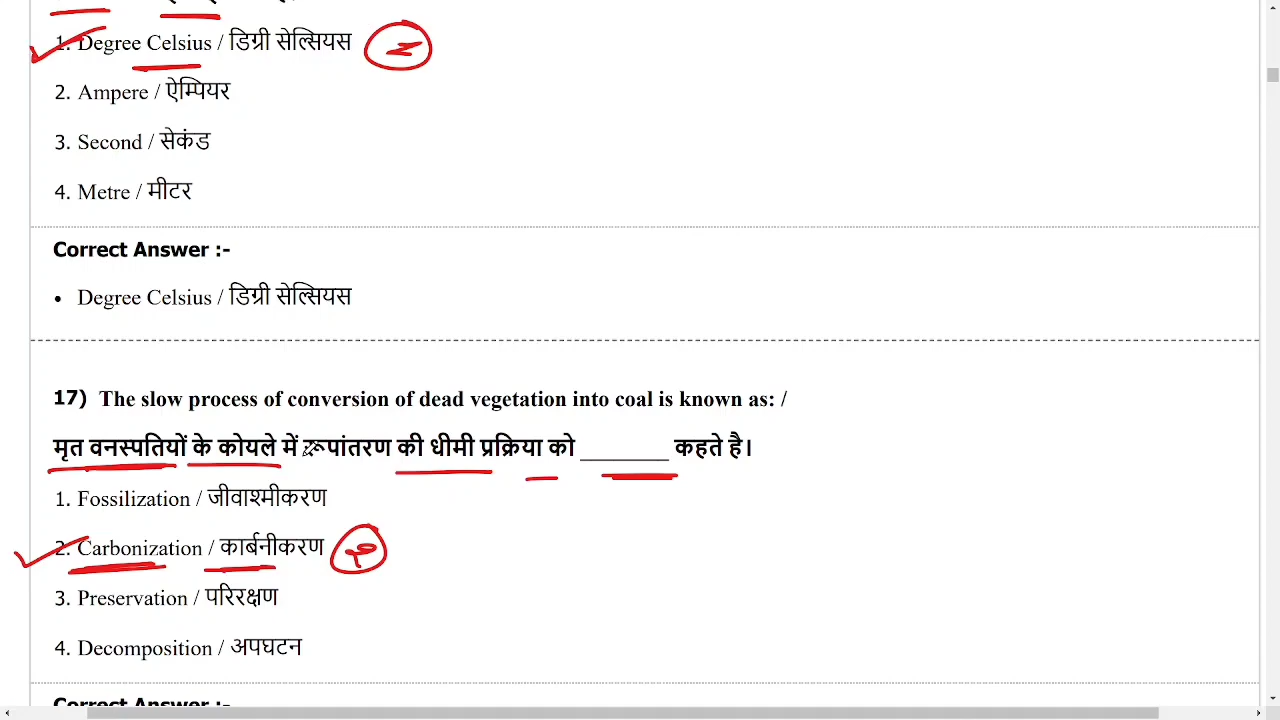 1. Degree Celsius / डिग्री सेल्सियस
2. Ampere / ऐम्पियर
3. Second / सेकंड
4. Metre / मीटर
Correct Answer :-
• Degree Celsius / डिग्री सेल्सियस
17) The slow process of conversion of dead vegetation into coal is known as: /
मृत वनस्पतियों के कोयले में रूपांतरण की धीमी प्रक्रिया को ________ कहते है।
1. Fossilization / जीवाश्मीकरण
2. Carbonization / कार्बनीकरण
3. Preservation / परिरक्षण
4. Decomposition / अपघटन
Correct Answer :-